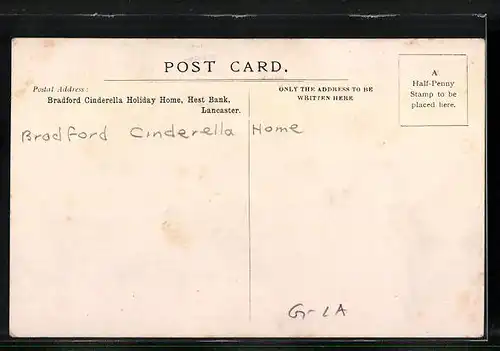 POST CARD.
Postal Address:
Bradford Cinderella Holiday Home, Hest Bank,
Lancaster.
ONLY THE ADDRESS TO BE
WRITTEN HERE
A
Half-Penny
Stamp to be
placed here.
Bradford Cinderella Home
Gr-LA